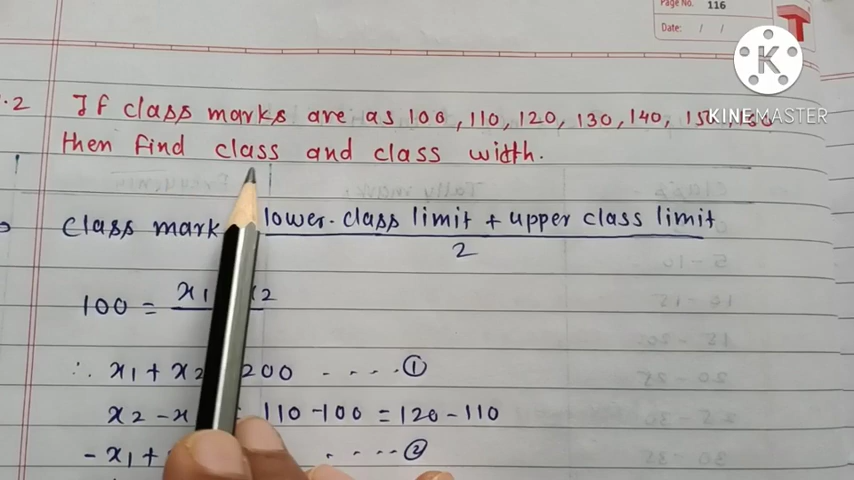 Page No. 116
Date: / /
K
KINEMASTER
.2 If class marks are as 100, 110, 120, 130, 140,
then find class and class width.
class mark lower class limit + upper class limit
2
100 = x1 x2
∴ x1 + x2 200 ..... ①
x2 - x 110 - 100 = 120 - 110
- x1 + ..... ②